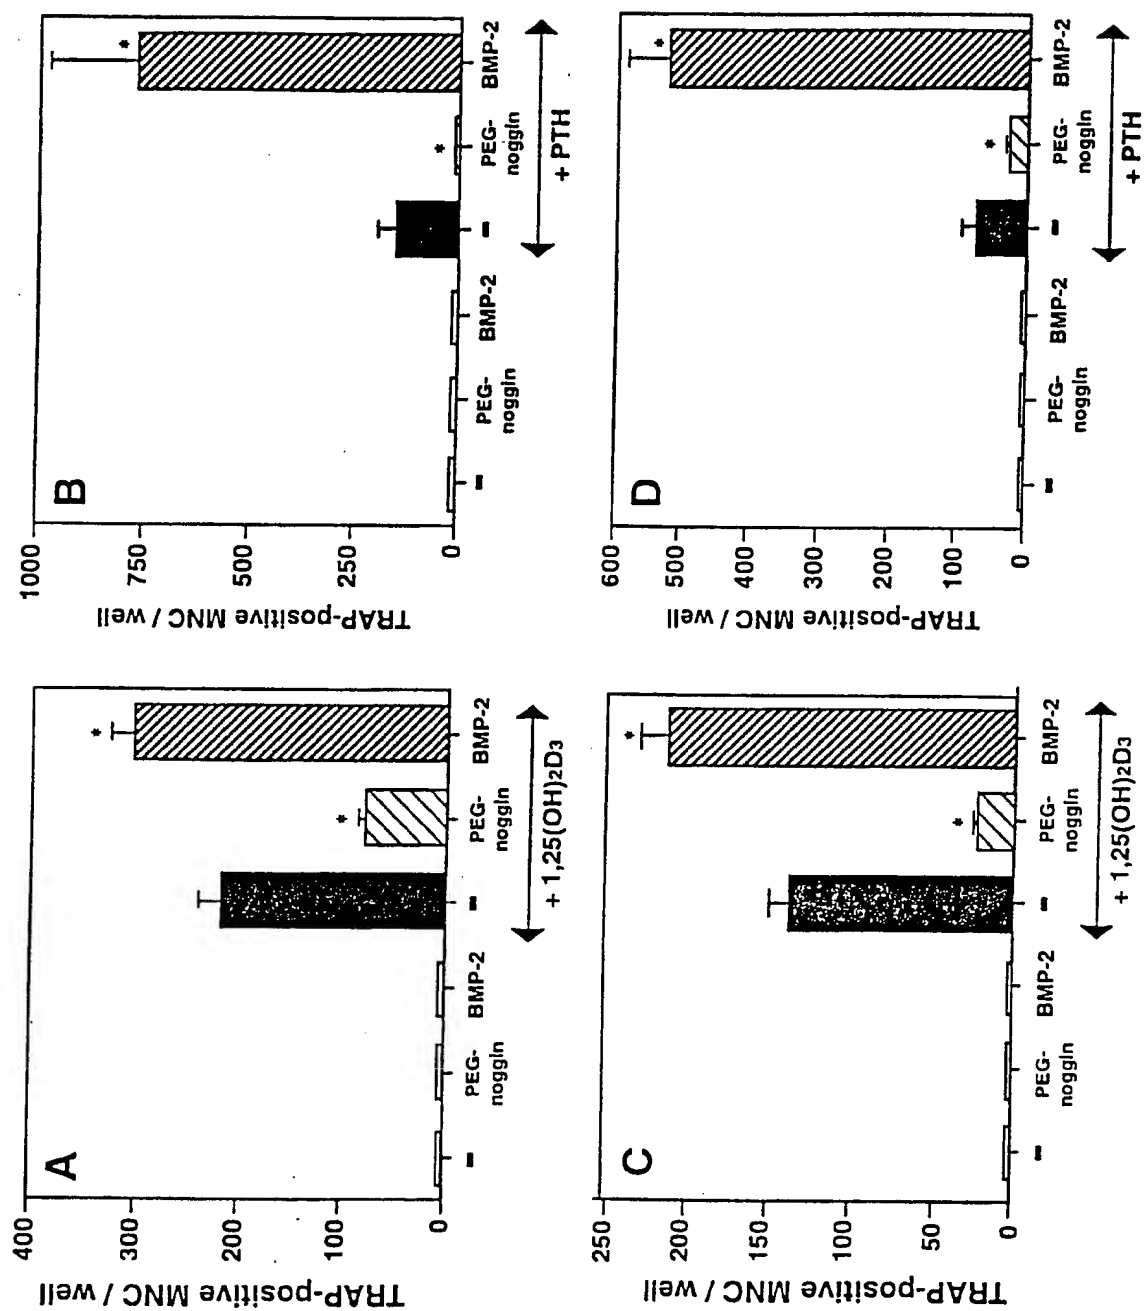 A
TRAP-positive MNC / well
400
300
200
100
0
– PEG-noggin BMP-2 – PEG-noggin BMP-2
+ 1,25(OH)2D3
B
TRAP-positive MNC / well
1000
750
500
250
0
– PEG-noggin BMP-2 – PEG-noggin BMP-2
+ PTH
C
TRAP-positive MNC / well
250
200
150
100
50
0
– PEG-noggin BMP-2 – PEG-noggin BMP-2
+ 1,25(OH)2D3
D
TRAP-positive MNC / well
600
500
400
300
200
100
0
– PEG-noggin BMP-2 – PEG-noggin BMP-2
+ PTH